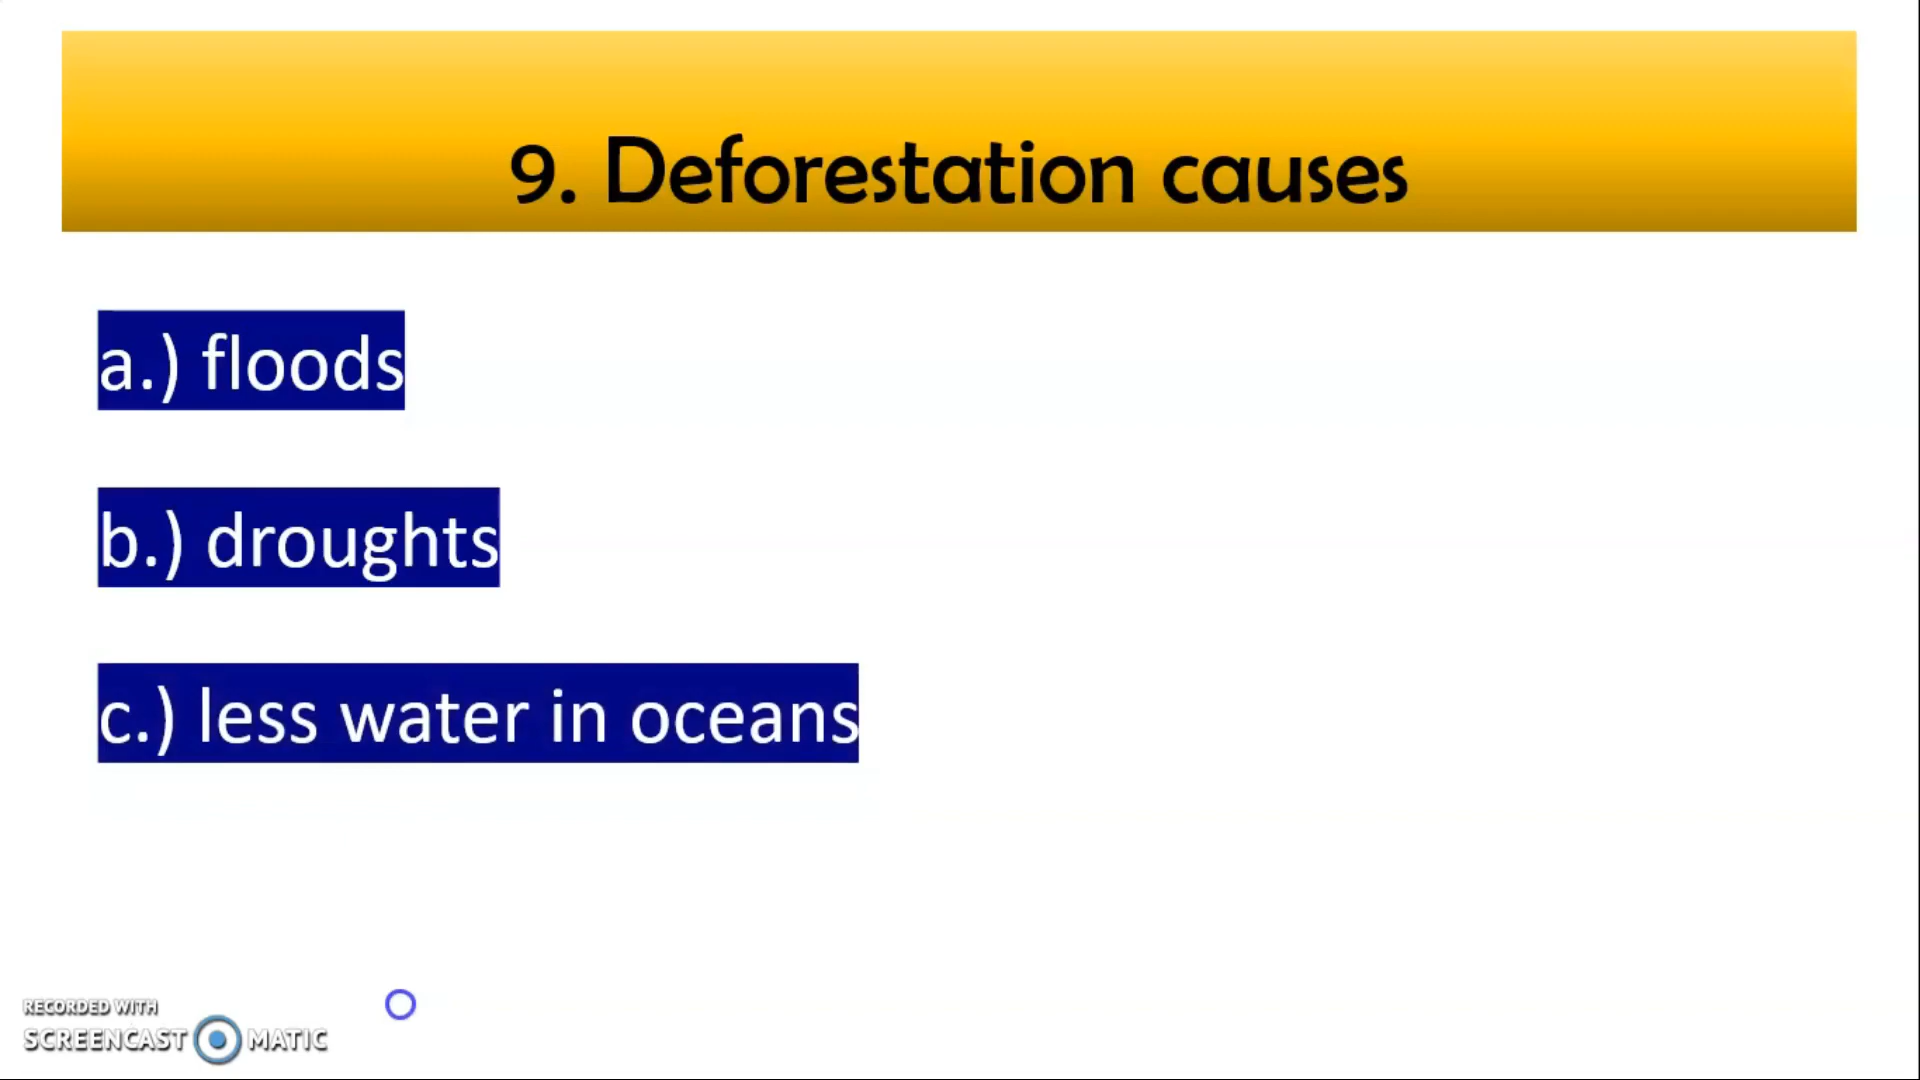 9. Deforestation causes
a.) floods
b.) droughts
c.) less water in oceans
RECORDED WITH
SCREENCAST MATIC